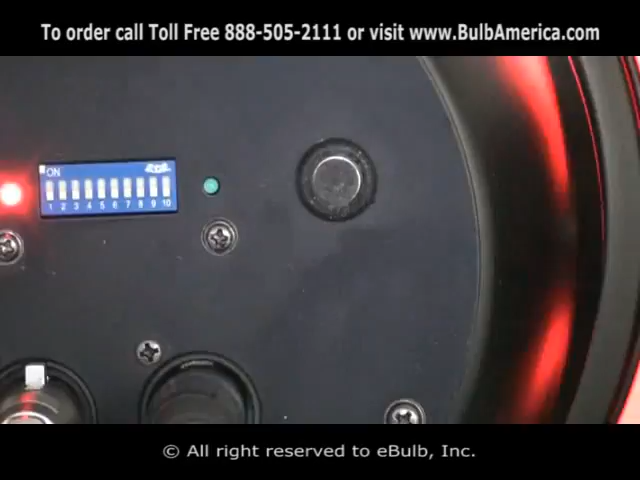 To order call Toll Free 888-505-2111 or visit www.BulbAmerica.com
ON
1 2 3 4 5 6 7 8 9 10
© All right reserved to eBulb, Inc.